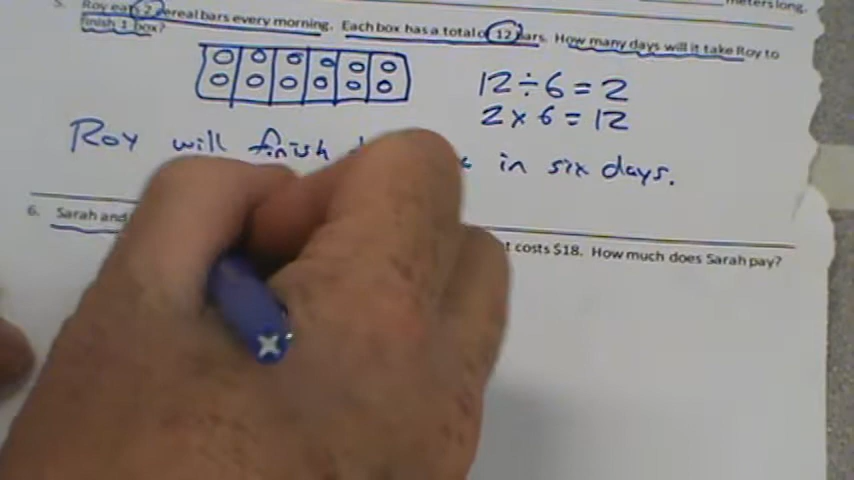 meters long.
5. Roy eats 2 cereal bars every morning. Each box has a total of 12 bars. How many days will it take Roy to
finish 1 box?
12 ÷ 6 = 2
2 x 6 = 12
Roy will finish in six days.
6. Sarah and t costs $18. How much does Sarah pay?